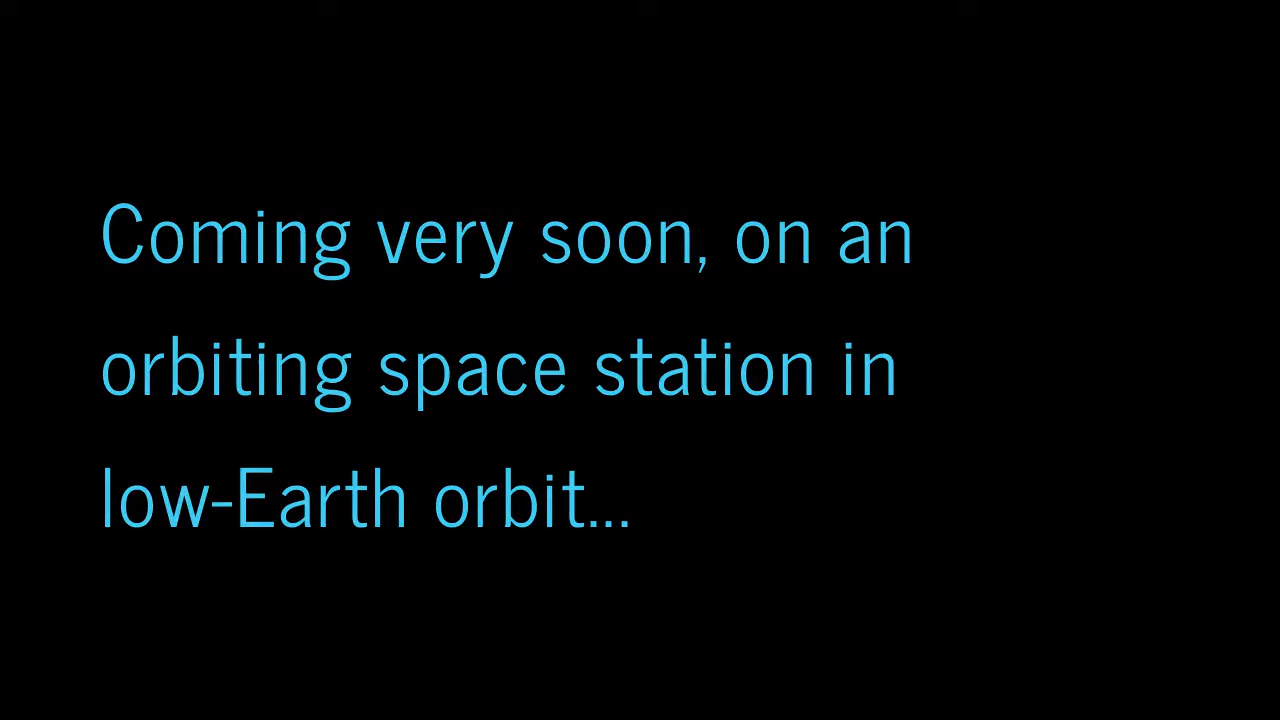 Coming very soon, on an
orbiting space station in
low-Earth orbit...